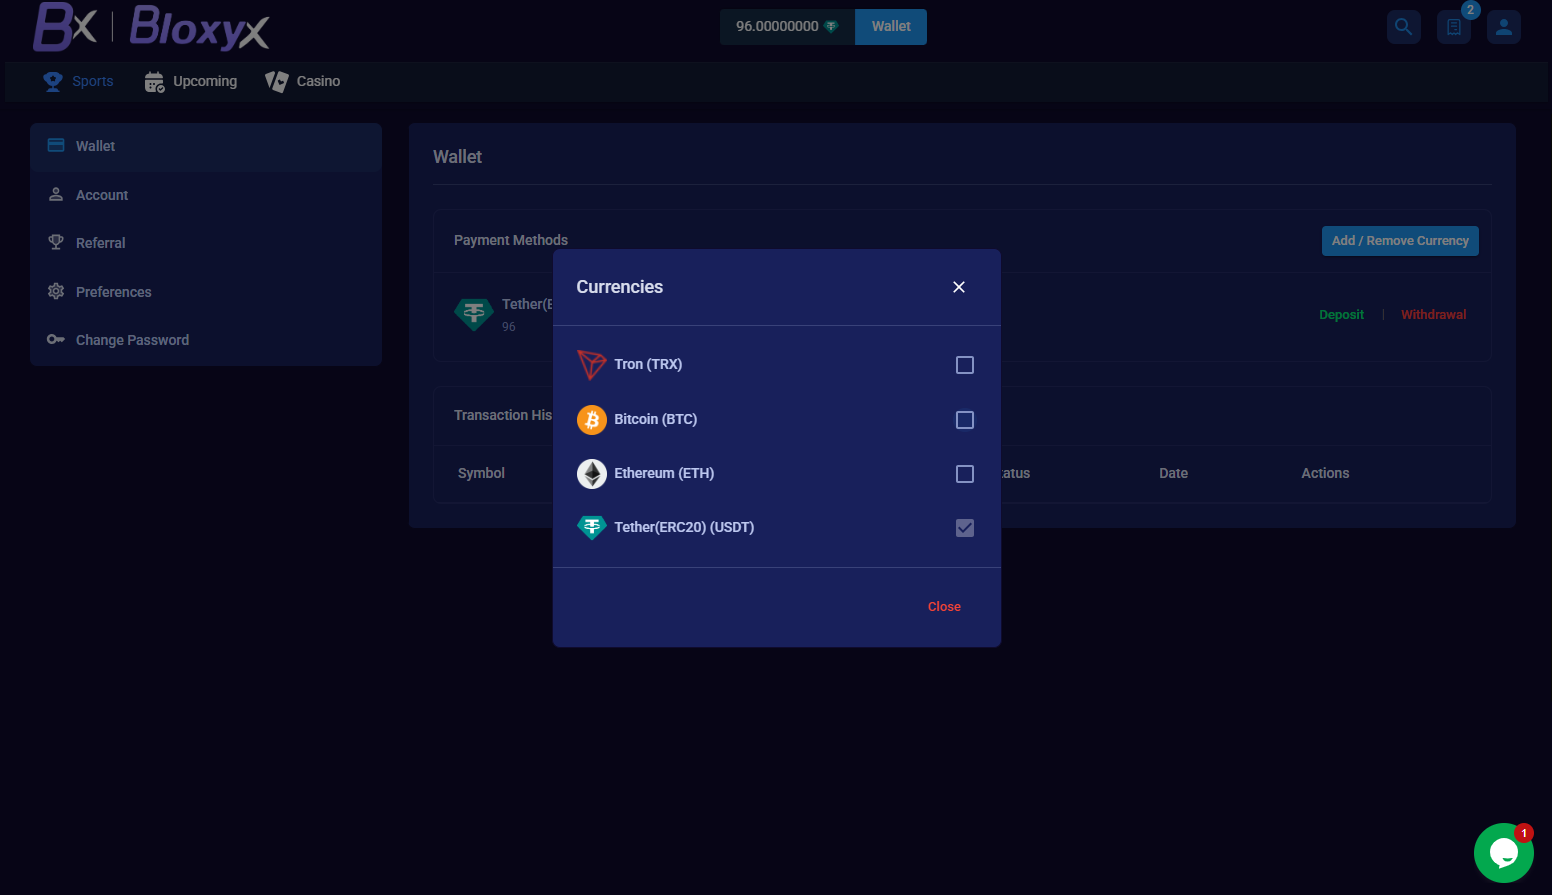 Bx | Bloxyx
96.00000000
Wallet
2
Sports
Upcoming
Casino
Wallet
Account
Referral
Preferences
Change Password
Wallet
Payment Methods
Add / Remove Currency
Tether(E
96
Deposit | Withdrawal
Transaction His
Symbol
tatus
Date
Actions
Currencies
Tron (TRX)
Bitcoin (BTC)
Ethereum (ETH)
Tether(ERC20) (USDT)
Close
1